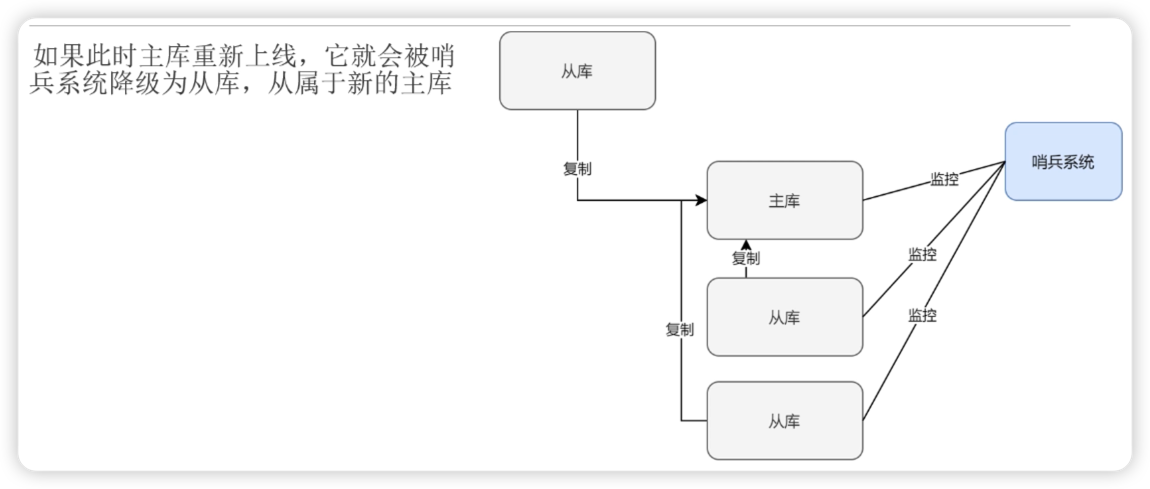 如果此时主库重新上线，它就会被哨
兵系统降级为从库，从属于新的主库
从库
复制
主库
监控
哨兵系统
复制
监控
从库
监控
复制
从库